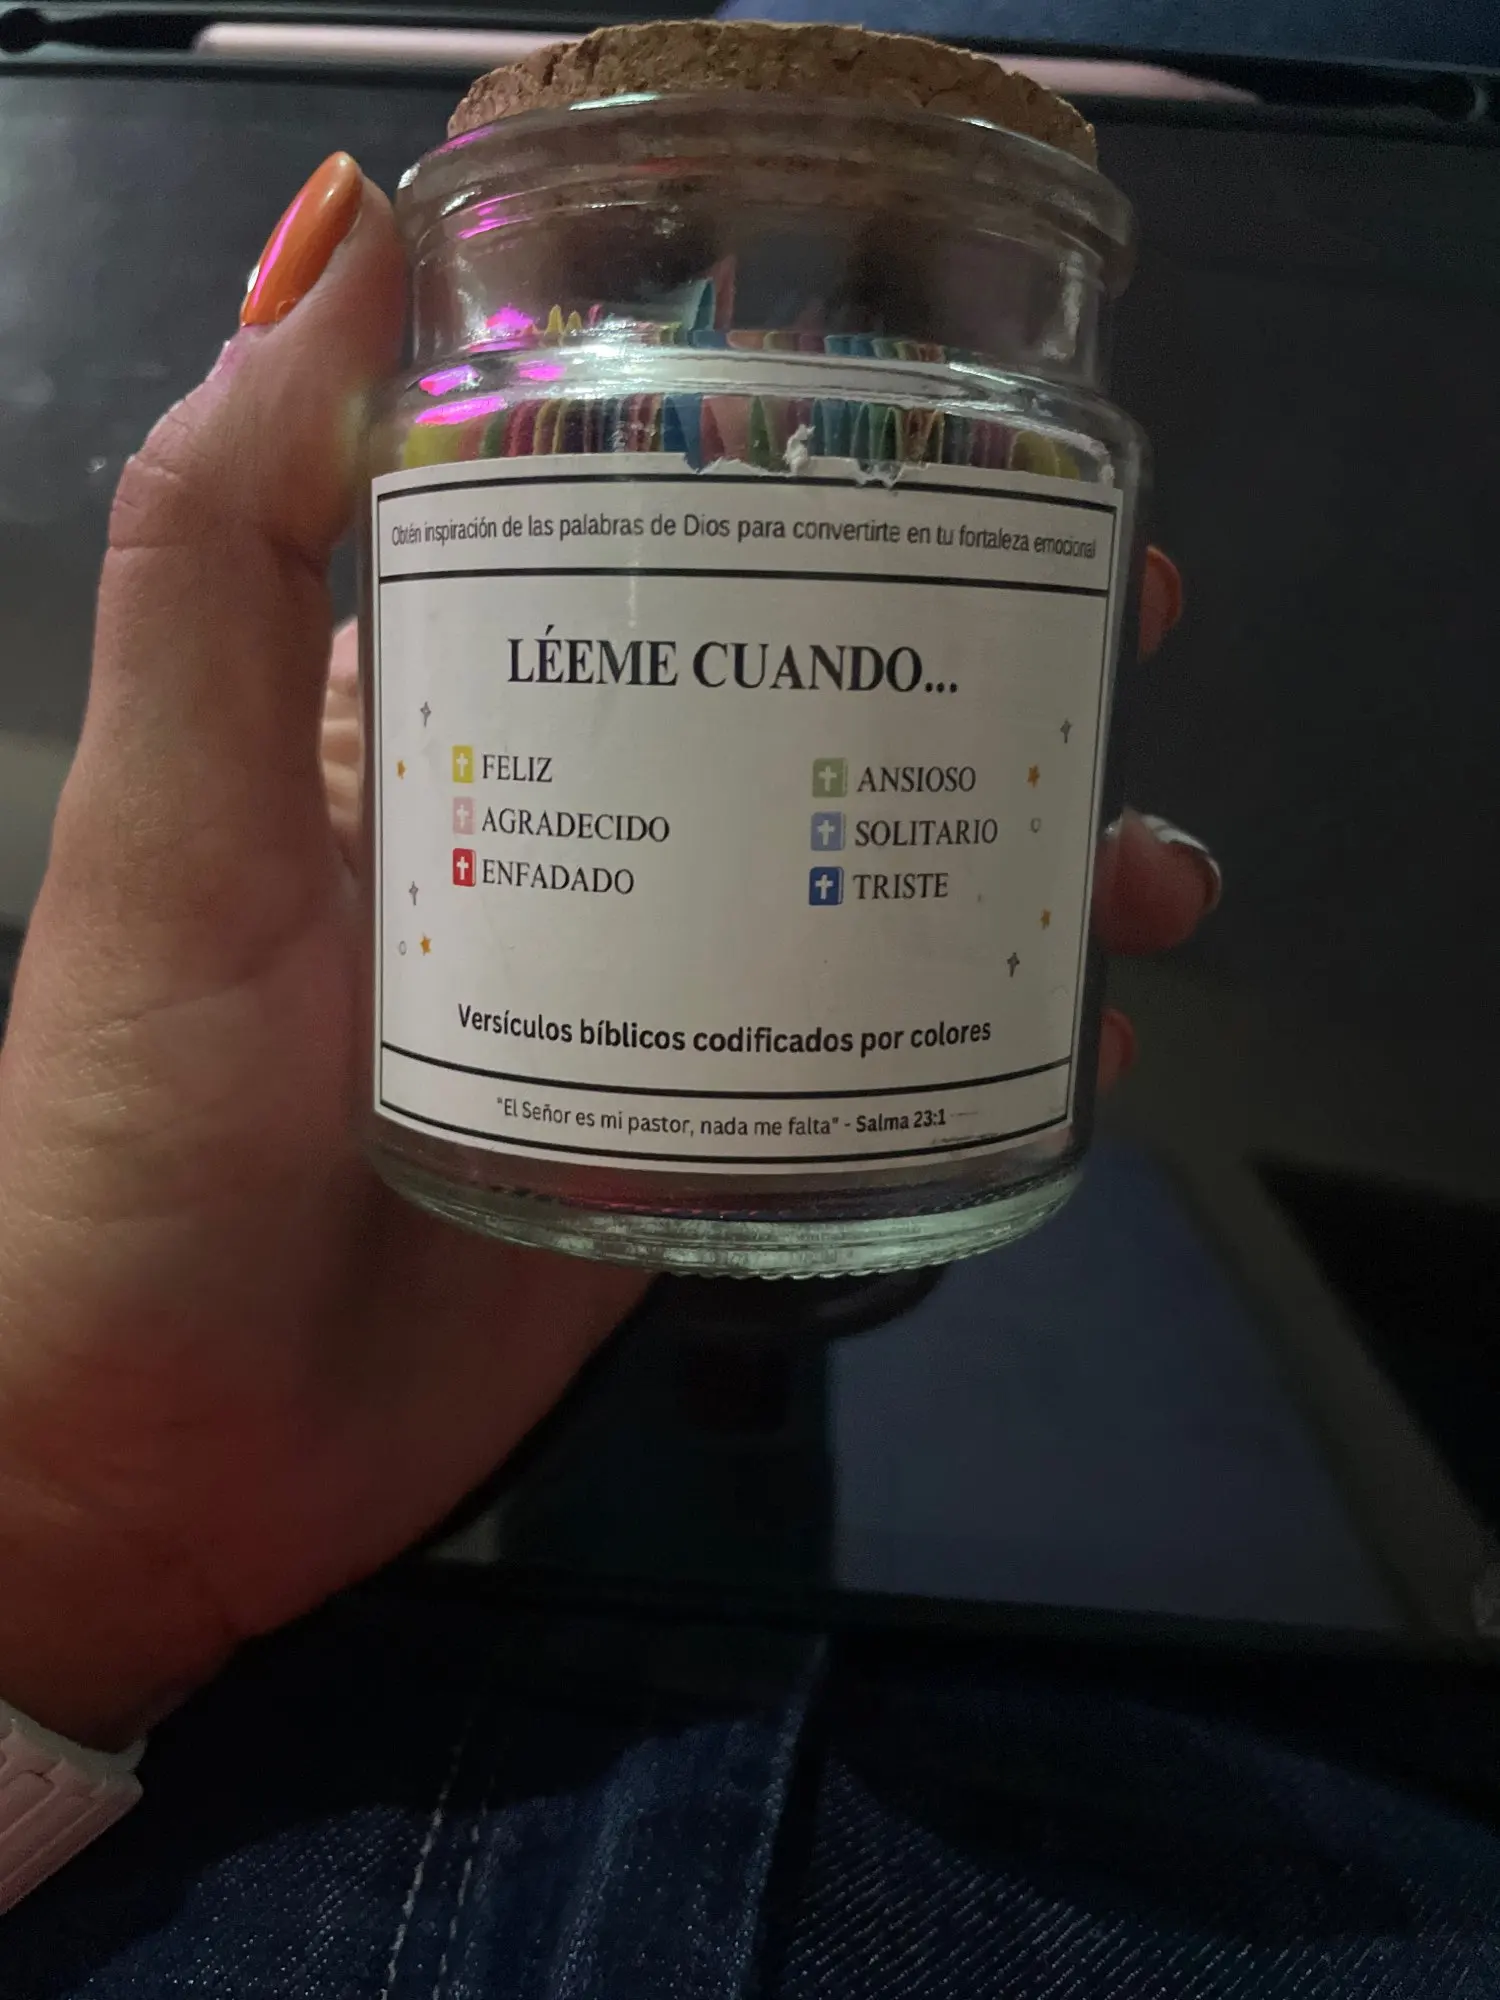 Obtén inspiración de las palabras de Dios para convertirte en tu fortaleza emocional
LÉEME CUANDO...
FELIZ
AGRADECIDO
ENFADADO
ANSIOSO
SOLITARIO
TRISTE
Versículos bíblicos codificados por colores
"El Señor es mi pastor, nada me falta" - Salma 23:1